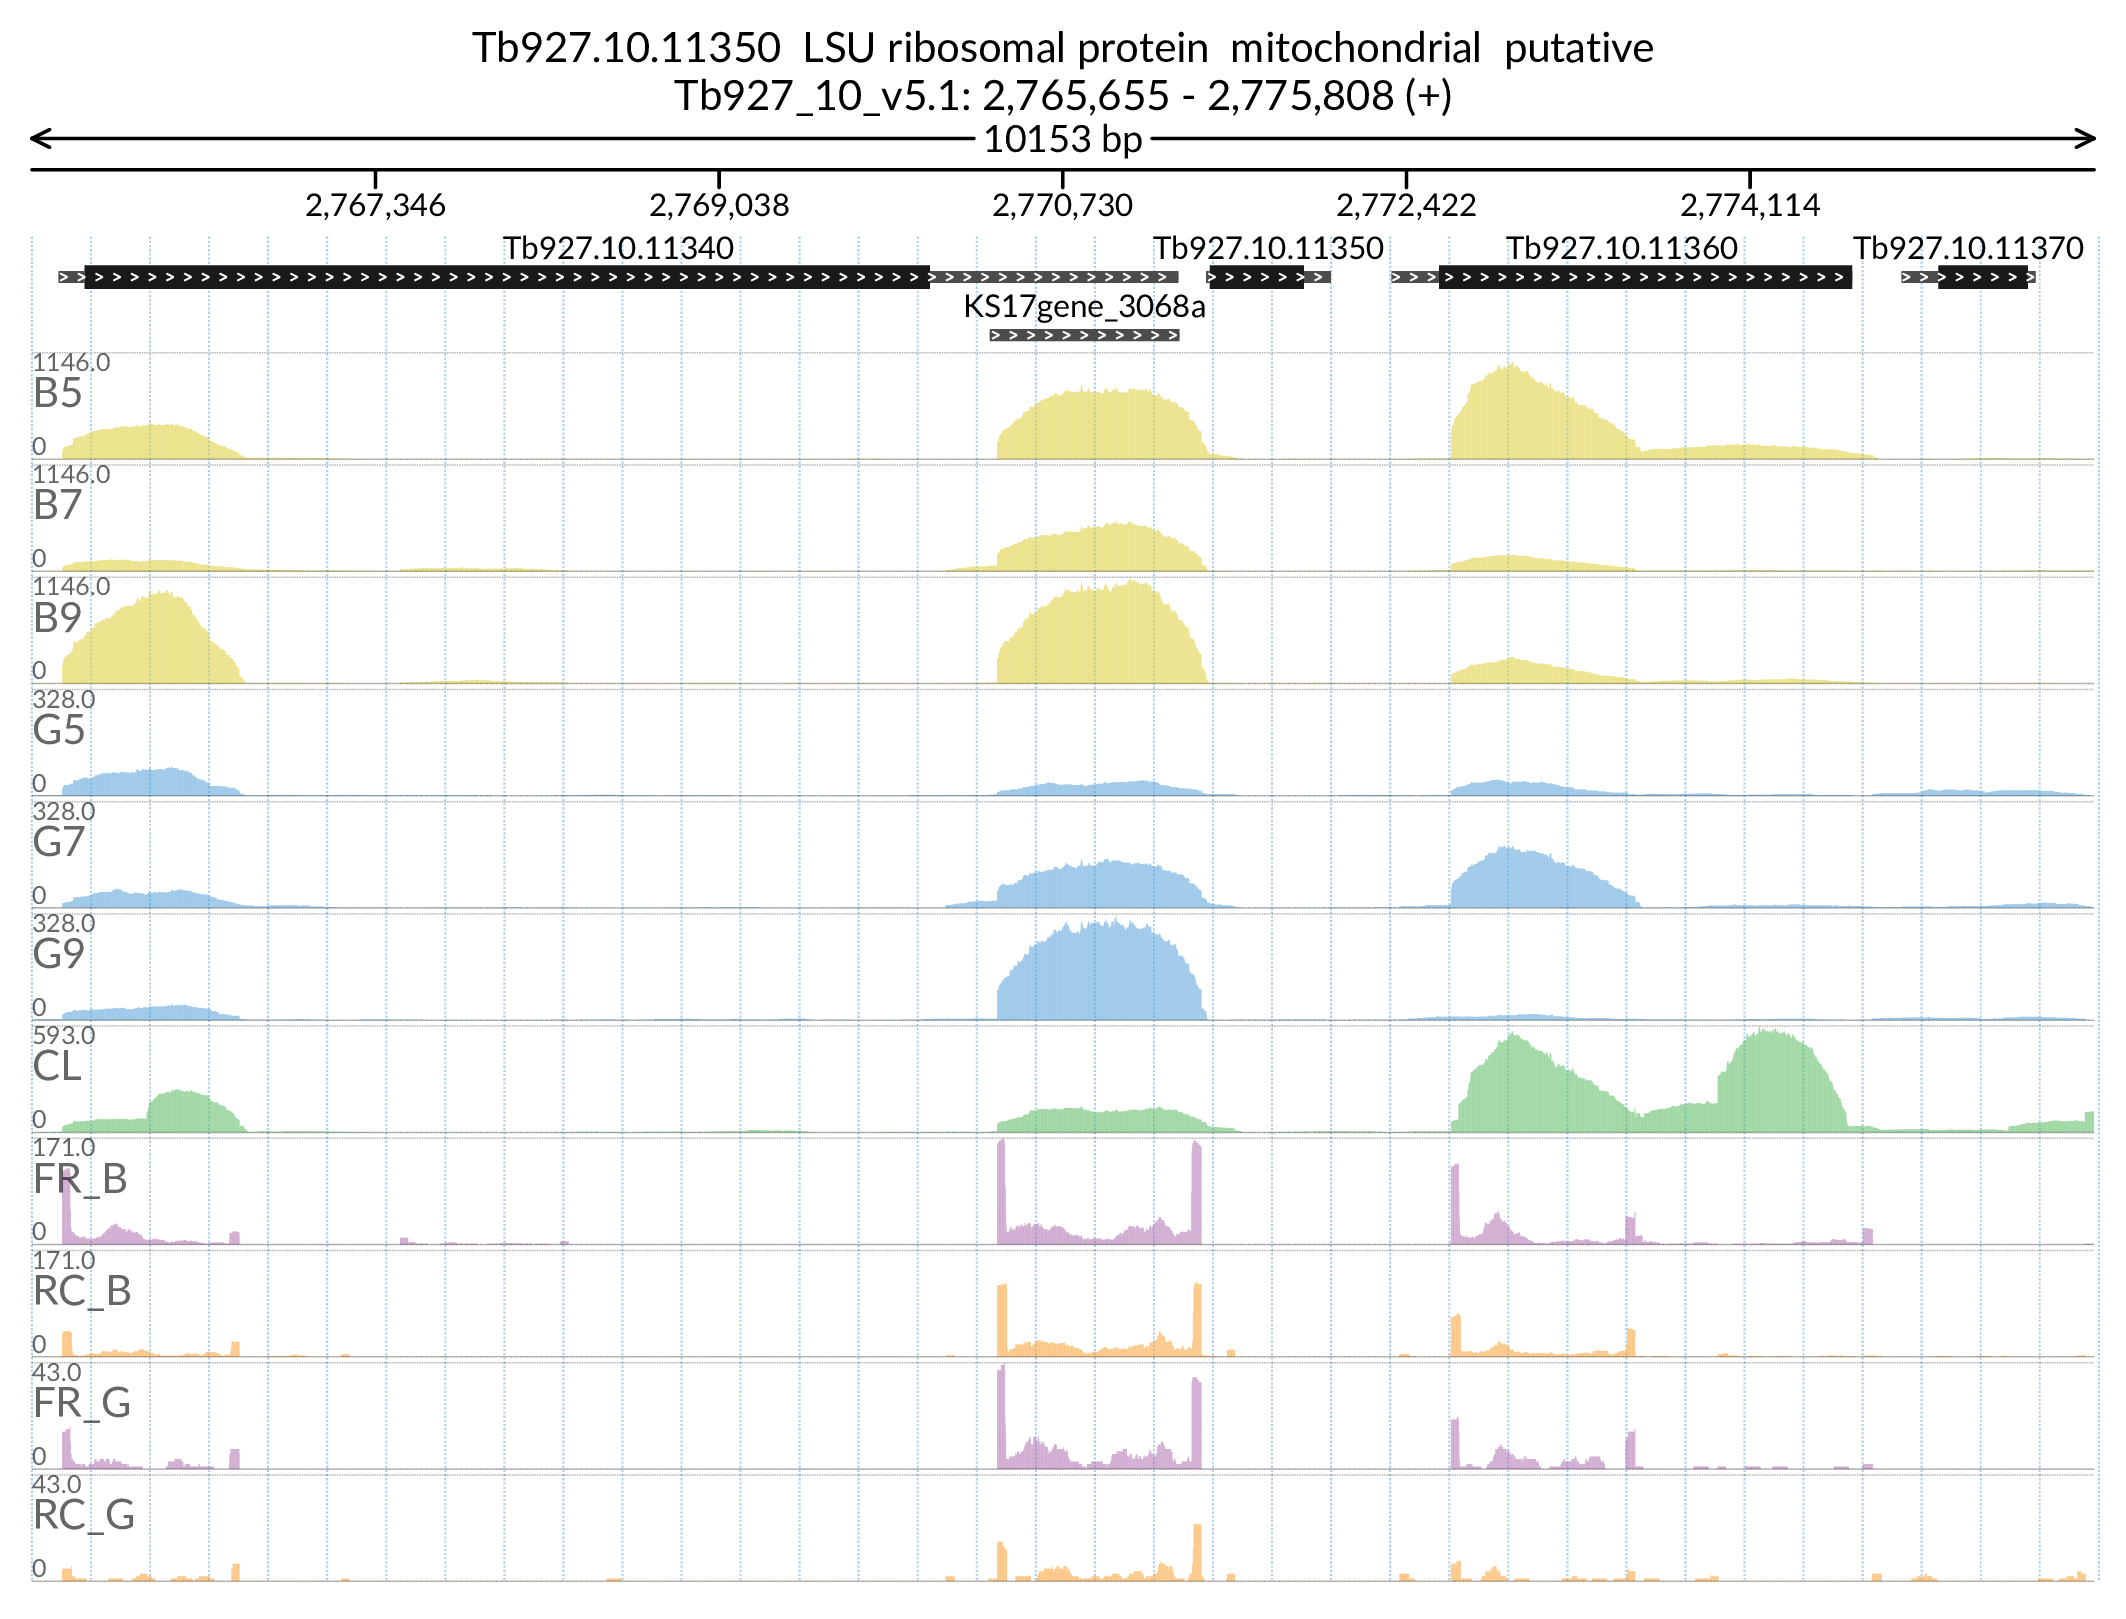 Tb927.10.11350 LSU ribosomal protein mitochondrial putative
Tb927_10_v5.1: 2,765,655 - 2,775,808 (+)
10153 bp
2,767,346 2,769,038 2,770,730 2,772,422 2,774,114
Tb927.10.11340 Tb927.10.11350 Tb927.10.11360 Tb927.10.11370
KS17gene_3068a
1146.0
B5
0
1146.0
B7
0
1146.0
B9
0
328.0
G5
0
328.0
G7
0
328.0
G9
0
593.0
CL
0
171.0
FR_B
0
171.0
RC_B
0
43.0
FR_G
0
43.0
RC_G
0